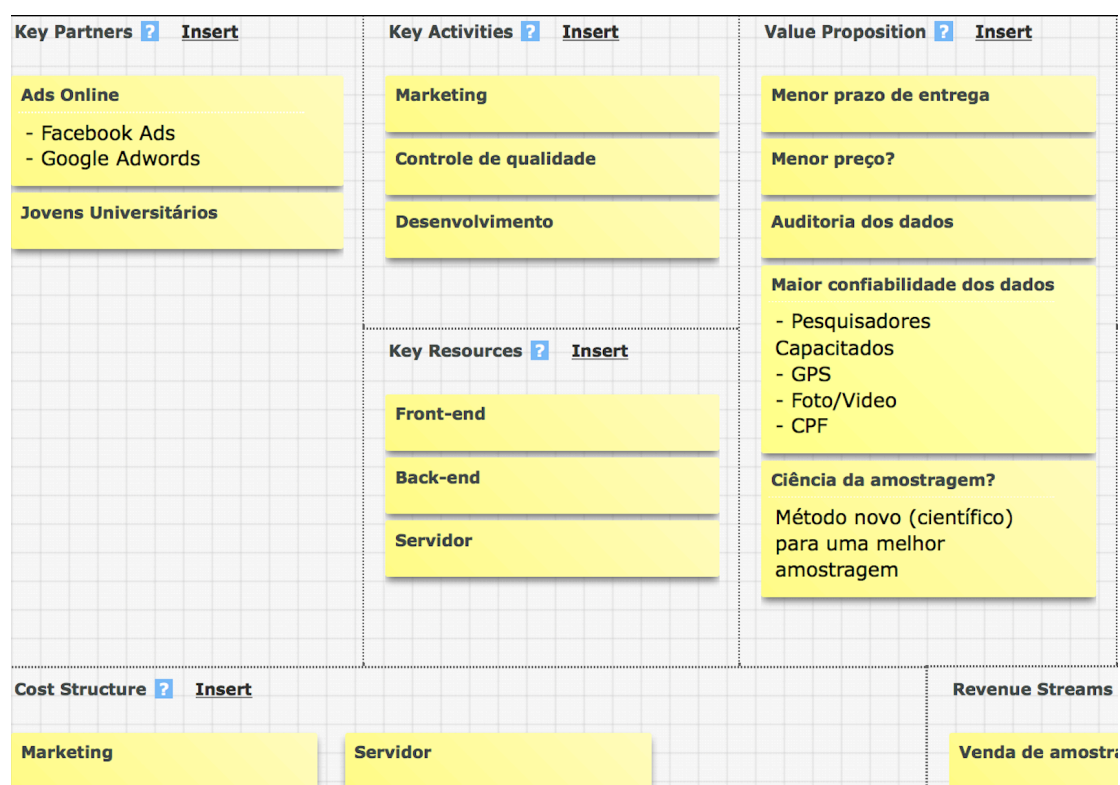 Key Partners ? Insert
Ads Online
- Facebook Ads
- Google Adwords
Jovens Universitários
Key Activities ? Insert
Marketing
Controle de qualidade
Desenvolvimento
Key Resources ? Insert
Front-end
Back-end
Servidor
Value Proposition ? Insert
Menor prazo de entrega
Menor preço?
Auditoria dos dados
Maior confiabilidade dos dados
- Pesquisadores
Capacitados
- GPS
- Foto/Video
- CPF
Ciência da amostragem?
Método novo (científico)
para uma melhor
amostragem
Cost Structure ? Insert
Marketing
Servidor
Revenue Streams
Venda de amostra